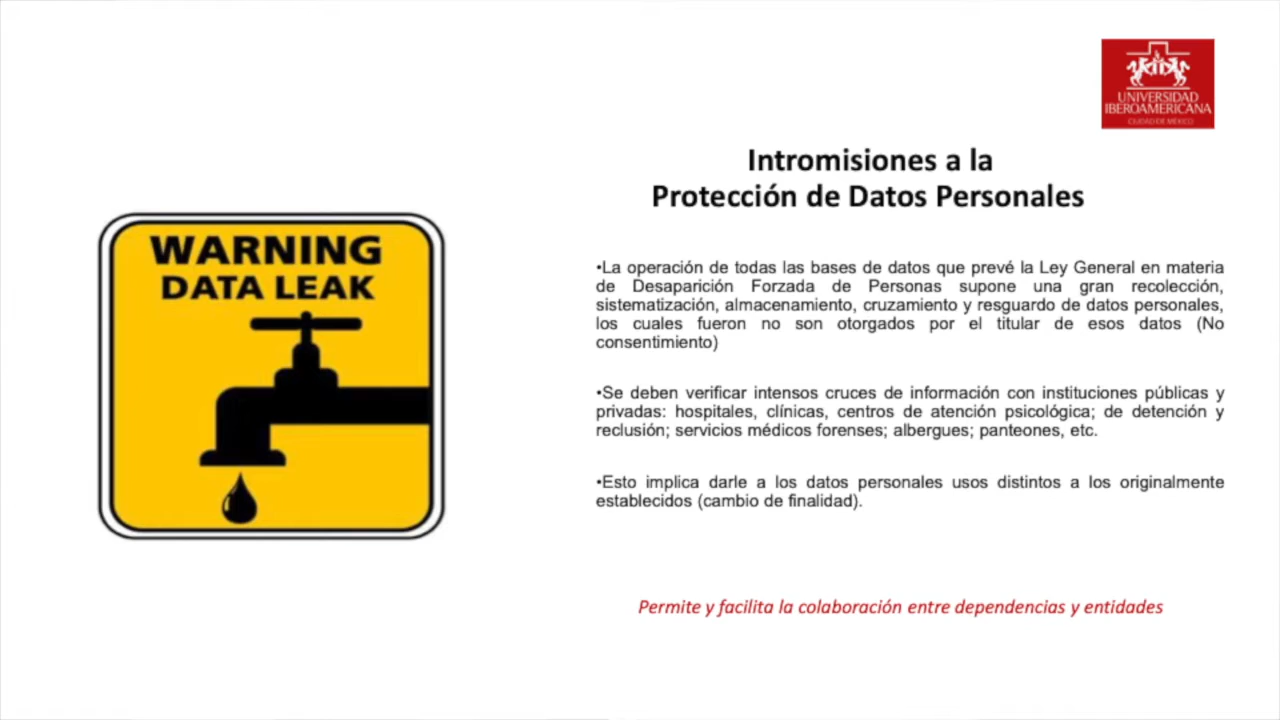 UNIVERSIDAD
IBEROAMERICANA
CIUDAD DE MÉXICO
Intromisiones a la
Protección de Datos Personales
WARNING
DATA LEAK
•La operación de todas las bases de datos que prevé la Ley General en materia
de Desaparición Forzada de Personas supone una gran recolección,
sistematización, almacenamiento, cruzamiento y resguardo de datos personales,
los cuales fueron no son otorgados por el titular de esos datos (No
consentimiento)
•Se deben verificar intensos cruces de información con instituciones públicas y
privadas: hospitales, clínicas, centros de atención psicológica; de detención y
reclusión; servicios médicos forenses; albergues; panteones, etc.
•Esto implica darle a los datos personales usos distintos a los originalmente
establecidos (cambio de finalidad).
Permite y facilita la colaboración entre dependencias y entidades